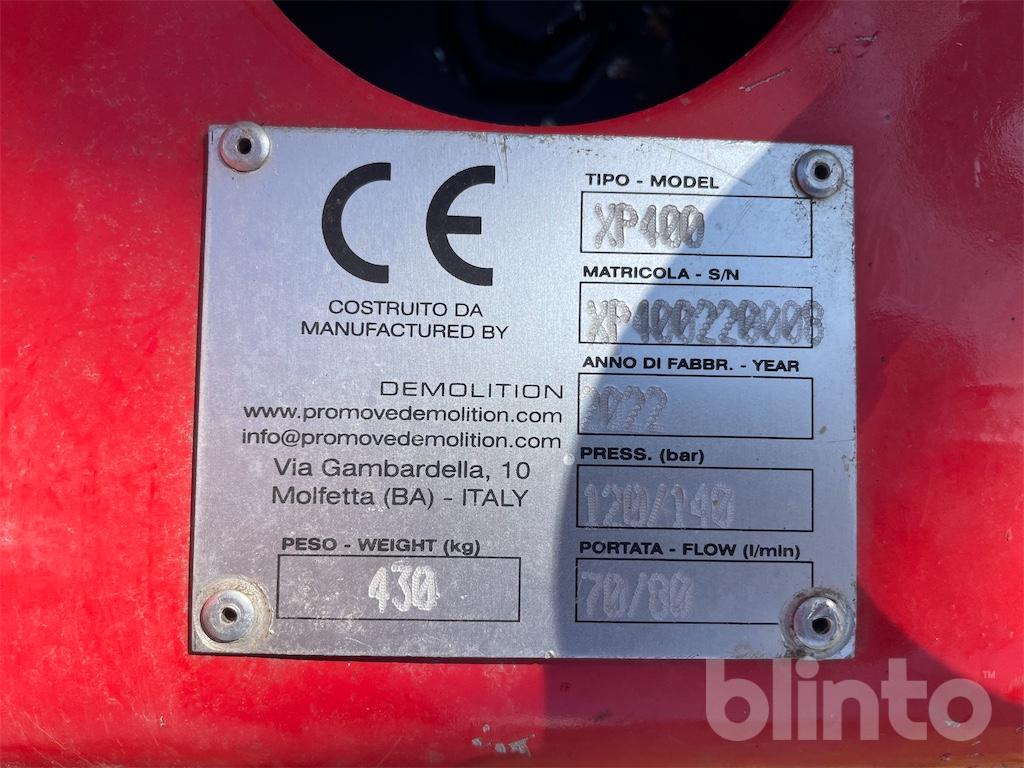 CE
COSTRUITO DA
MANUFACTURED BY
DEMOLITION
www.promovedemolition.com
info@promovedemolition.com
Via Gambardella, 10
Molfetta (BA) - ITALY
PESO - WEIGHT (kg)
430
TIPO - MODEL
XP400
MATRICOLA - S/N
XP400220008
ANNO DI FABBR. - YEAR
2022
PRESS. (bar)
120/140
PORTATA - FLOW (l/min)
70/80
blinto™